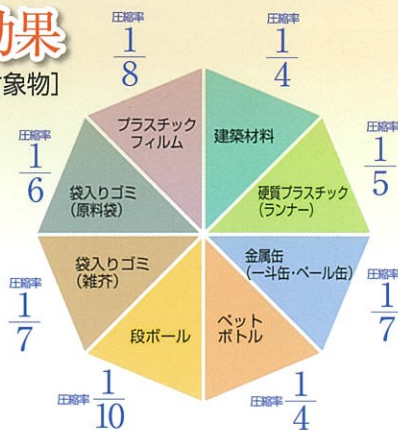 効果
対象物]
圧縮率
1/8
圧縮率
1/4
プラスチック
フィルム
建築材料
圧縮率
1/6
圧縮率
1/5
袋入りゴミ
(原料袋)
硬質プラスチック
(ランナー)
袋入りゴミ
(雑芥)
金属缶
(一斗缶・ペール缶)
圧縮率
1/7
圧縮率
1/7
段ボール
ペット
ボトル
圧縮率 1/10
圧縮率 1/4